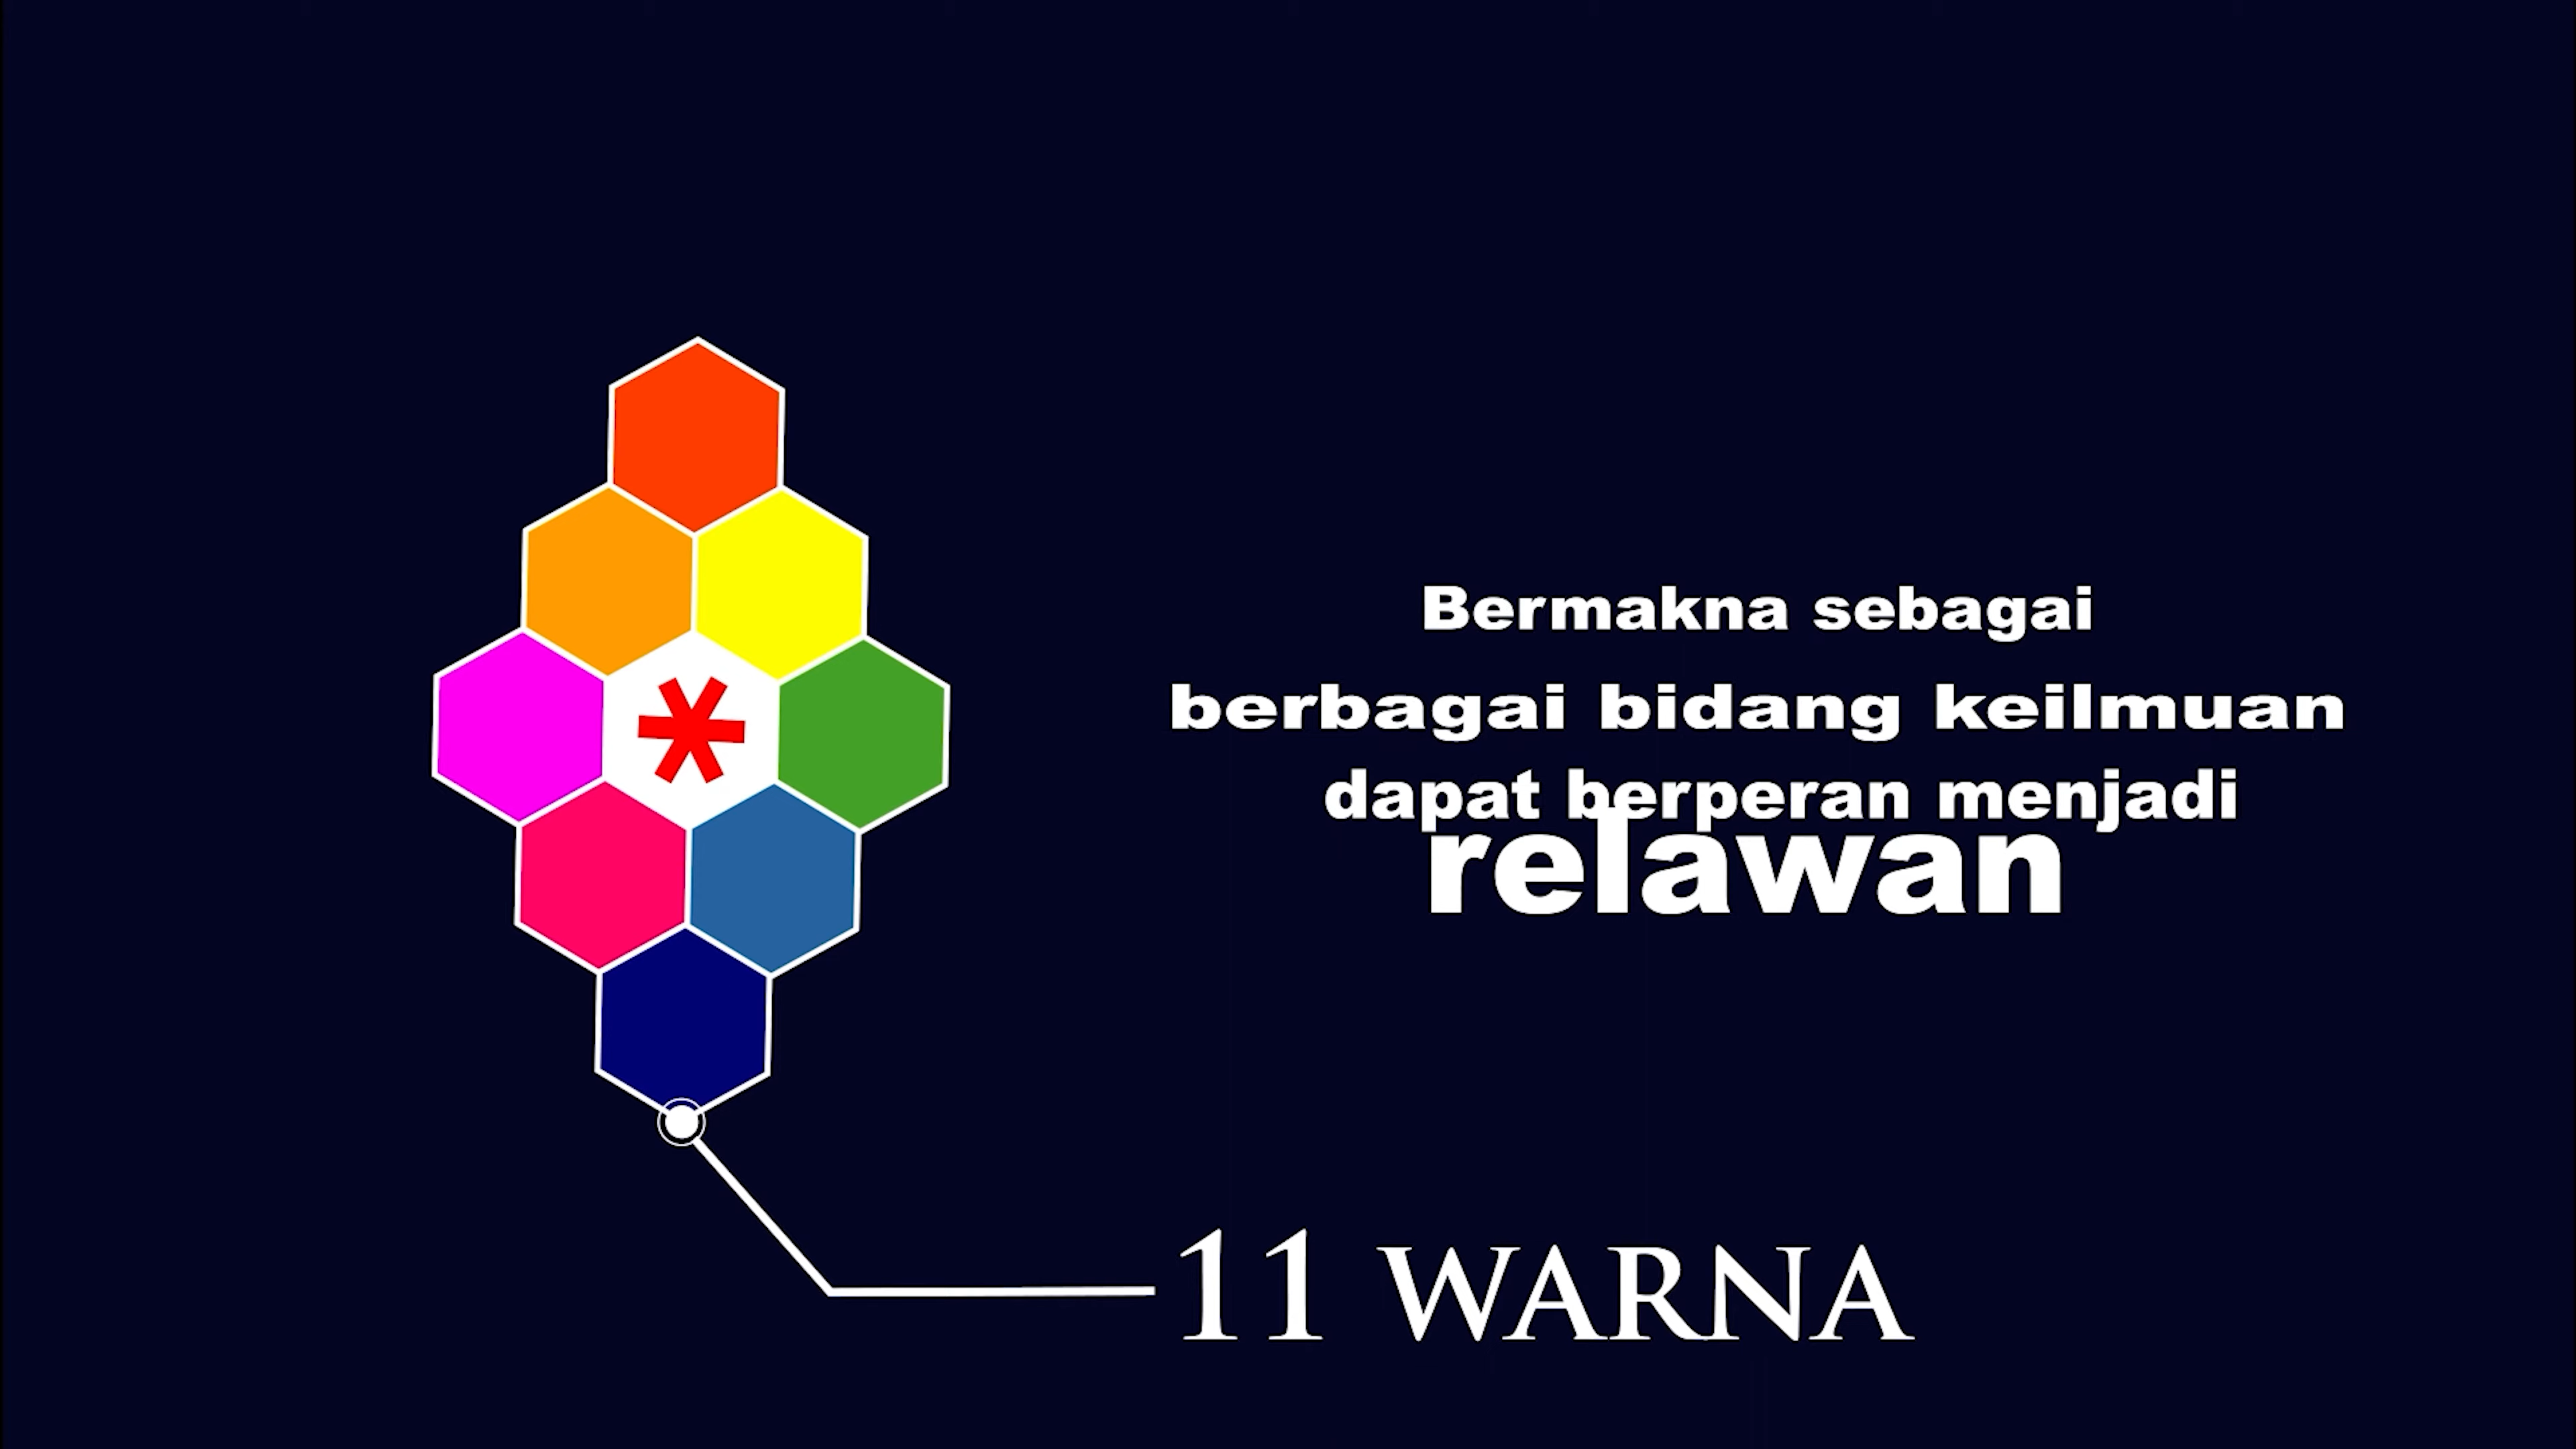 Bermakna sebagai
berbagai bidang keilmuan
dapat berperan menjadi
relawan
11 WARNA